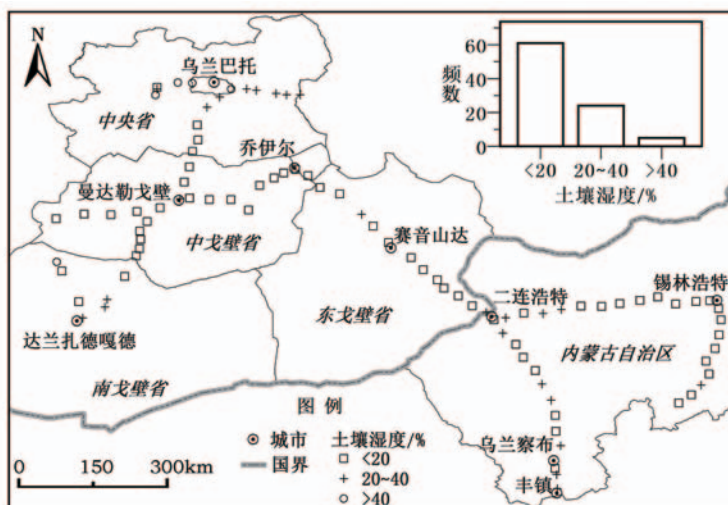 N
乌兰巴托
中央省
乔伊尔
曼达勒戈壁
中戈壁省
赛音山达
二连浩特
锡林浩特
东戈壁省
内蒙古自治区
达兰扎德嘎德
南戈壁省
乌兰察布
丰镇
频数
60
40
20
0
<20 20~40 >40
土壤湿度/%
图 例
城市
国界
土壤湿度/%
<20
20~40
>40
0 150 300km